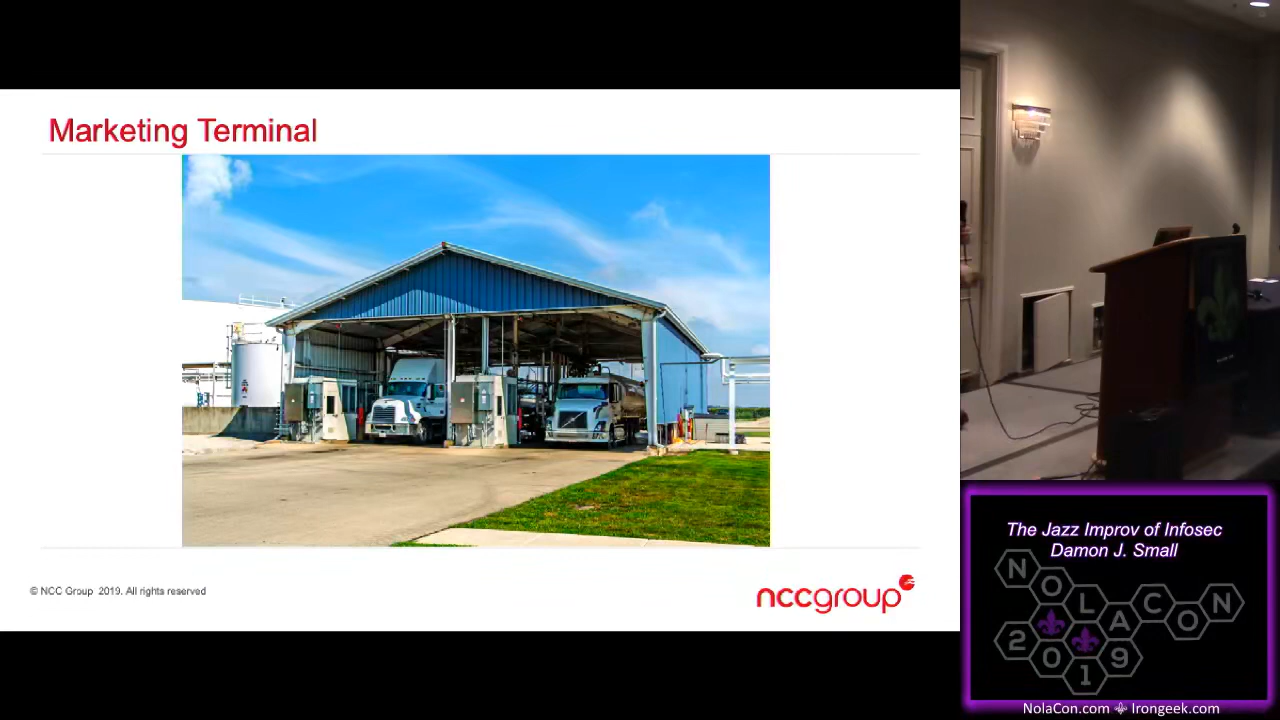 Marketing Terminal
© NCC Group 2019. All rights reserved
nccgroup
The Jazz Improv of Infosec
Damon J. Small
NOLACON
2019
NolaCon.com ⚜ Irongeek.com